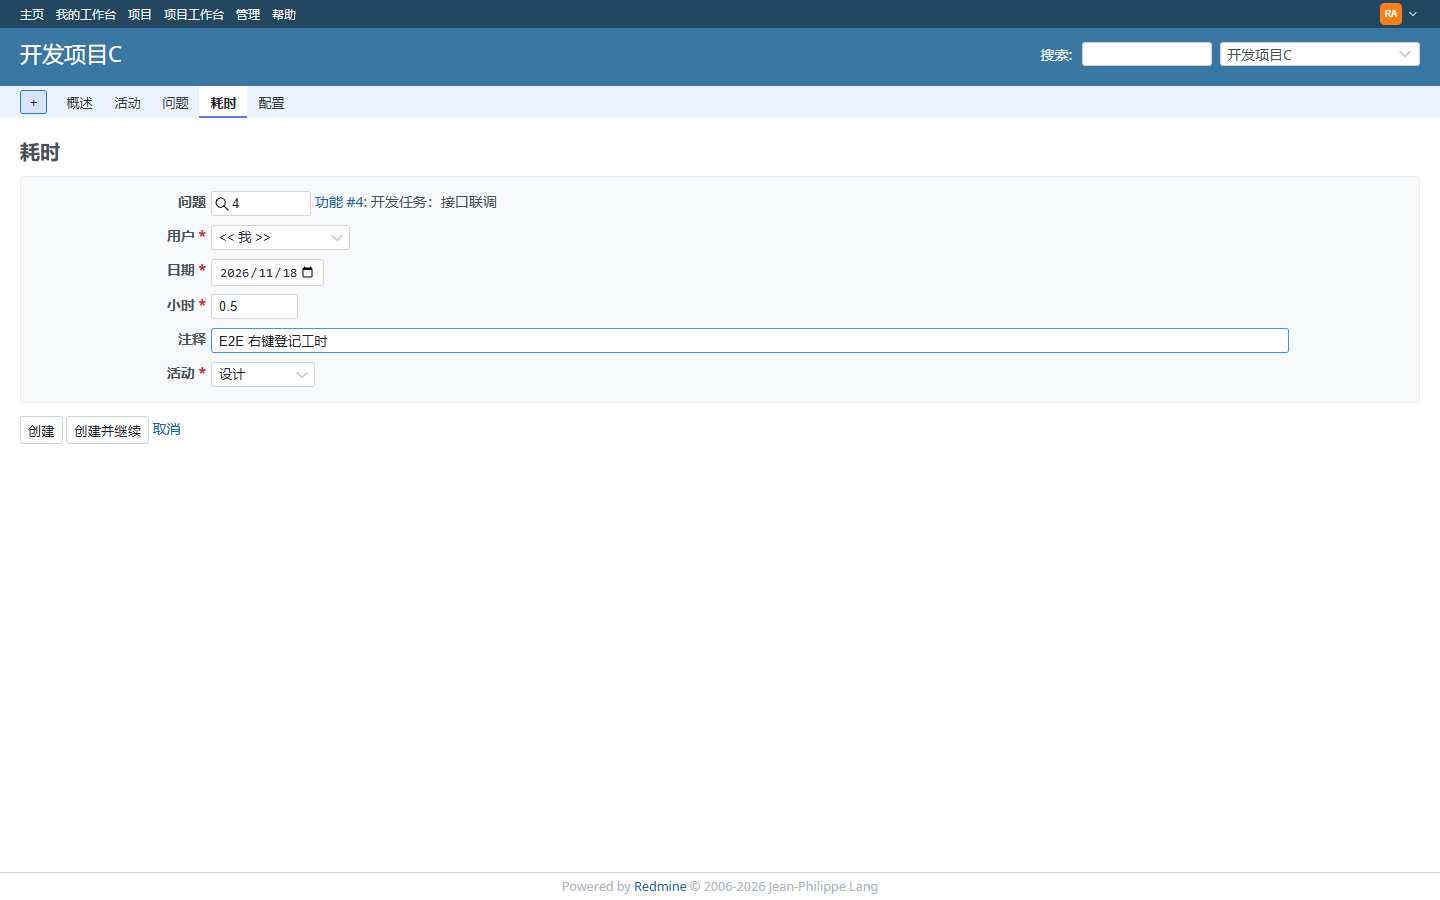 主页 我的工作台 项目 项目工作台 管理 帮助 RA
开发项目C 搜索: 开发项目C
+ 概述 活动 问题 耗时 配置
耗时
问题 4 功能 #4: 开发任务：接口联调
用户 * << 我 >>
日期 * 2026/11/18
小时 * 0.5
注释 E2E 右键登记工时
活动 * 设计
创建 创建并继续 取消
Powered by Redmine © 2006-2026 Jean-Philippe Lang